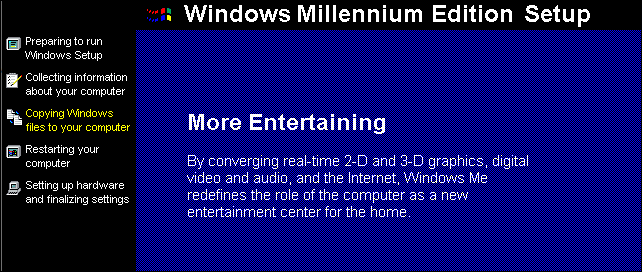 Windows Millennium Edition Setup
Preparing to run
Windows Setup
Collecting information
about your computer
Copying Windows
files to your computer
Restarting your
computer
Setting up hardware
and finalizing settings
More Entertaining
By converging real-time 2-D and 3-D graphics, digital
video and audio, and the Internet, Windows Me
redefines the role of the computer as a new
entertainment center for the home.